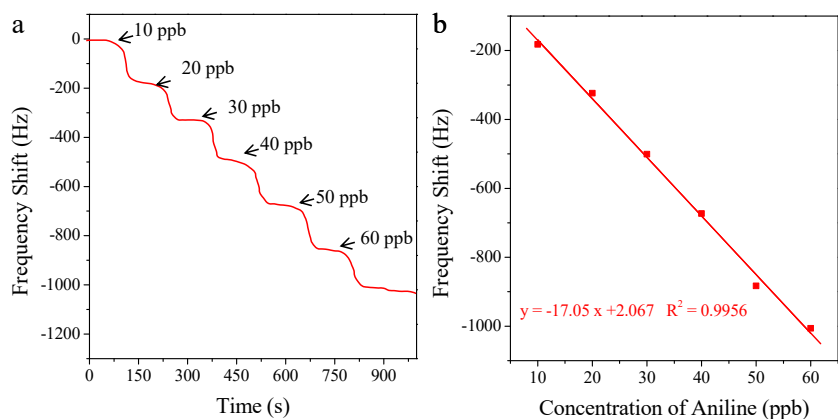 a
10 ppb
20 ppb
30 ppb
40 ppb
50 ppb
60 ppb
0
-200
-400
-600
-800
-1000
-1200
Frequency Shift (Hz)
0 150 300 450 600 750 900
Time (s)
b
-200
-400
-600
-800
-1000
Frequency Shift (Hz)
y = -17.05 x +2.067 R² = 0.9956
10 20 30 40 50 60
Concentration of Aniline (ppb)